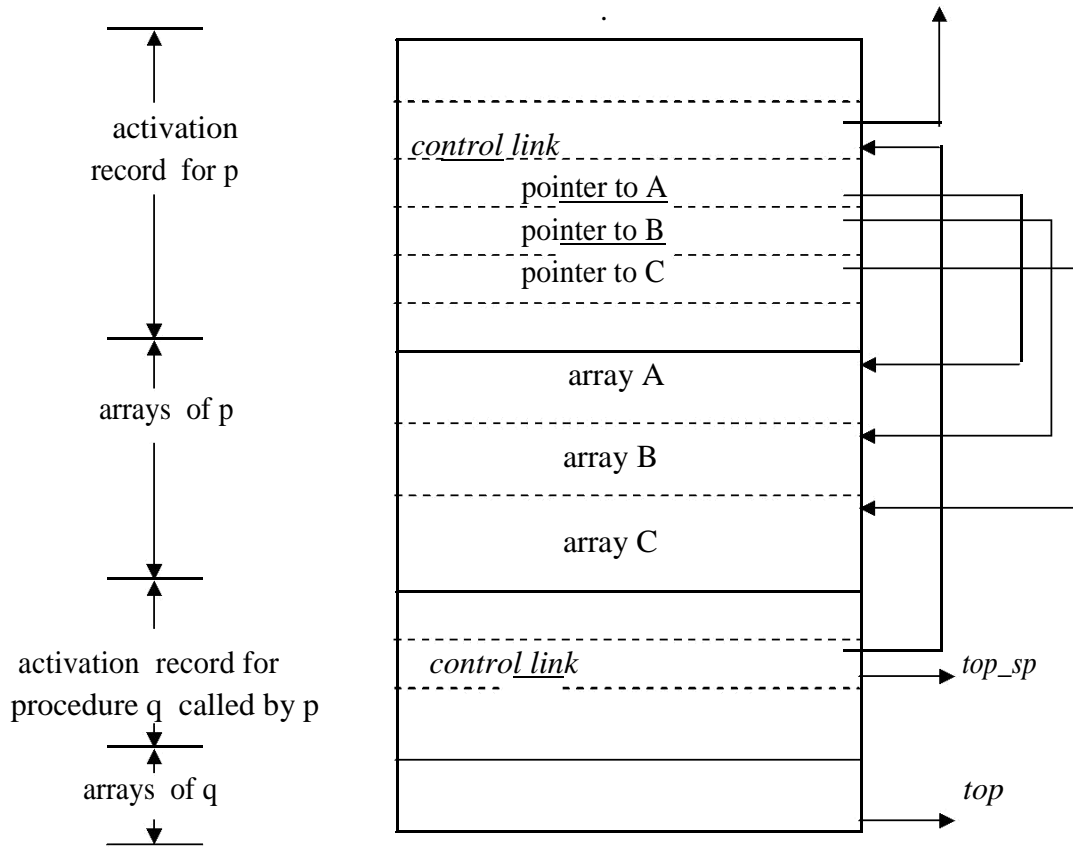 activation
record for p
control link
pointer to A
pointer to B
pointer to C
arrays of p
array A
array B
array C
activation record for
procedure q called by p
control link
top_sp
arrays of q
top